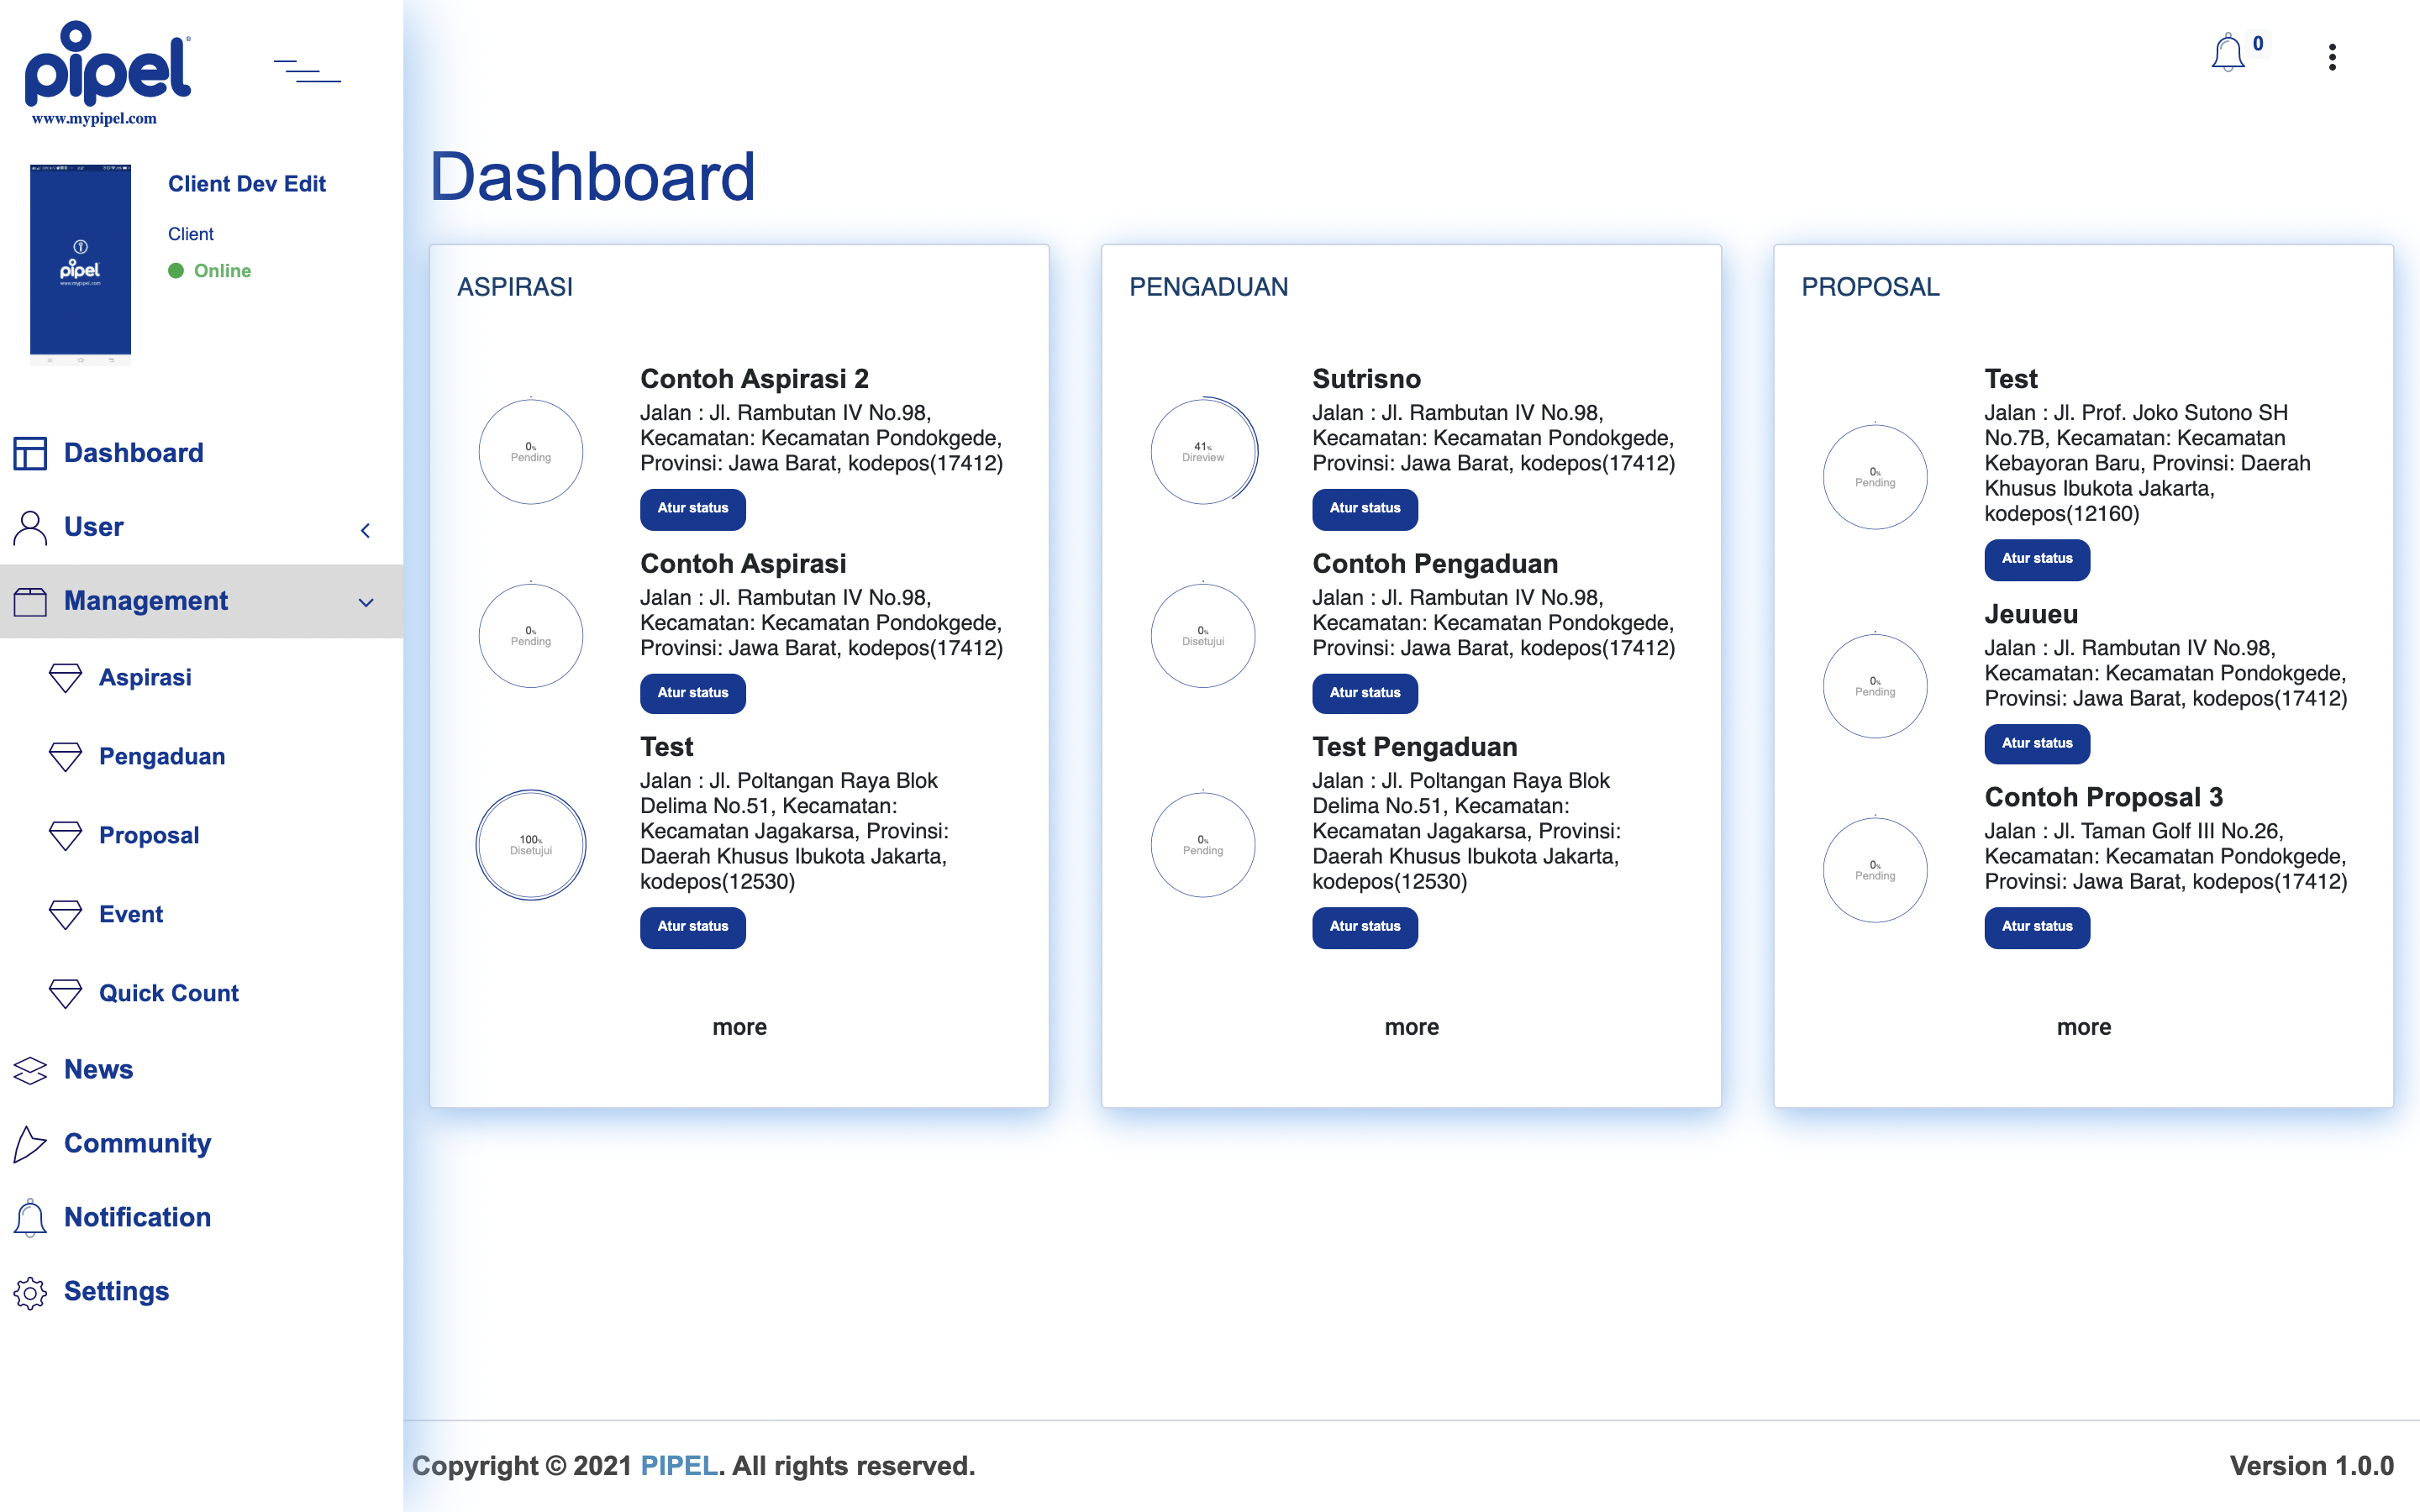 pipel
www.mypipel.com
Client Dev Edit
Client
Online
pipel
www.mypipel.com
Dashboard
User
Management
Aspirasi
Pengaduan
Proposal
Event
Quick Count
News
Community
Notification
Settings
0
Dashboard
ASPIRASI
0%
Pending
Contoh Aspirasi 2
Jalan : Jl. Rambutan IV No.98,
Kecamatan: Kecamatan Pondokgede,
Provinsi: Jawa Barat, kodepos(17412)
Atur status
0%
Pending
Contoh Aspirasi
Jalan : Jl. Rambutan IV No.98,
Kecamatan: Kecamatan Pondokgede,
Provinsi: Jawa Barat, kodepos(17412)
Atur status
100%
Disetujui
Test
Jalan : Jl. Poltangan Raya Blok
Delima No.51, Kecamatan:
Kecamatan Jagakarsa, Provinsi:
Daerah Khusus Ibukota Jakarta,
kodepos(12530)
Atur status
more
PENGADUAN
41%
Direview
Sutrisno
Jalan : Jl. Rambutan IV No.98,
Kecamatan: Kecamatan Pondokgede,
Provinsi: Jawa Barat, kodepos(17412)
Atur status
0%
Disetujui
Contoh Pengaduan
Jalan : Jl. Rambutan IV No.98,
Kecamatan: Kecamatan Pondokgede,
Provinsi: Jawa Barat, kodepos(17412)
Atur status
0%
Pending
Test Pengaduan
Jalan : Jl. Poltangan Raya Blok
Delima No.51, Kecamatan:
Kecamatan Jagakarsa, Provinsi:
Daerah Khusus Ibukota Jakarta,
kodepos(12530)
Atur status
more
PROPOSAL
0%
Pending
Test
Jalan : Jl. Prof. Joko Sutono SH
No.7B, Kecamatan: Kecamatan
Kebayoran Baru, Provinsi: Daerah
Khusus Ibukota Jakarta,
kodepos(12160)
Atur status
0%
Pending
Jeuueu
Jalan : Jl. Rambutan IV No.98,
Kecamatan: Kecamatan Pondokgede,
Provinsi: Jawa Barat, kodepos(17412)
Atur status
0%
Pending
Contoh Proposal 3
Jalan : Jl. Taman Golf III No.26,
Kecamatan: Kecamatan Pondokgede,
Provinsi: Jawa Barat, kodepos(17412)
Atur status
more
Copyright © 2021 PIPEL. All rights reserved.
Version 1.0.0